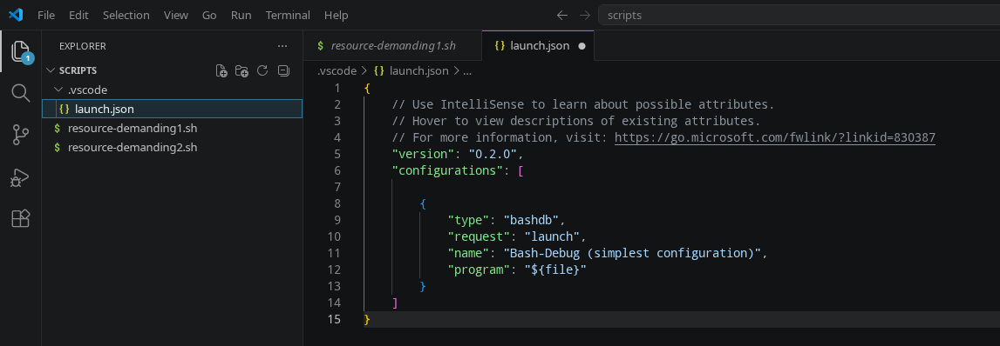 File Edit Selection View Go Run Terminal Help
scripts
EXPLORER
SCRIPTS
.vscode
launch.json
resource-demanding1.sh
resource-demanding2.sh
1
resource-demanding1.sh
launch.json
.vscode > launch.json > ...
1 {
2 // Use IntelliSense to learn about possible attributes.
3 // Hover to view descriptions of existing attributes.
4 // For more information, visit: https://go.microsoft.com/fwlink/?linkid=830387
5 "version": "0.2.0",
6 "configurations": [
7
8 {
9 "type": "bashdb",
10 "request": "launch",
11 "name": "Bash-Debug (simplest configuration)",
12 "program": "${file}"
13 }
14 ]
15 }